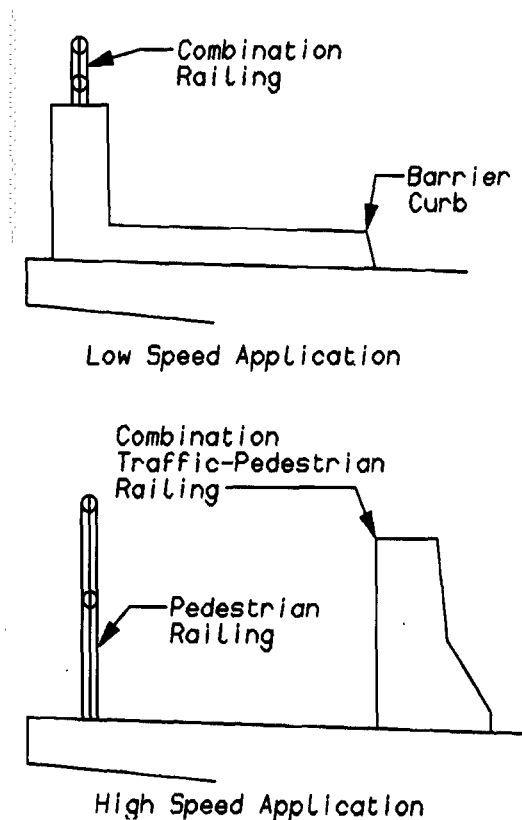 Combination
Railing
Barrier
Curb
Low Speed Application
Combination
Traffic-Pedestrian
Railing
Pedestrian
Railing
High Speed Application